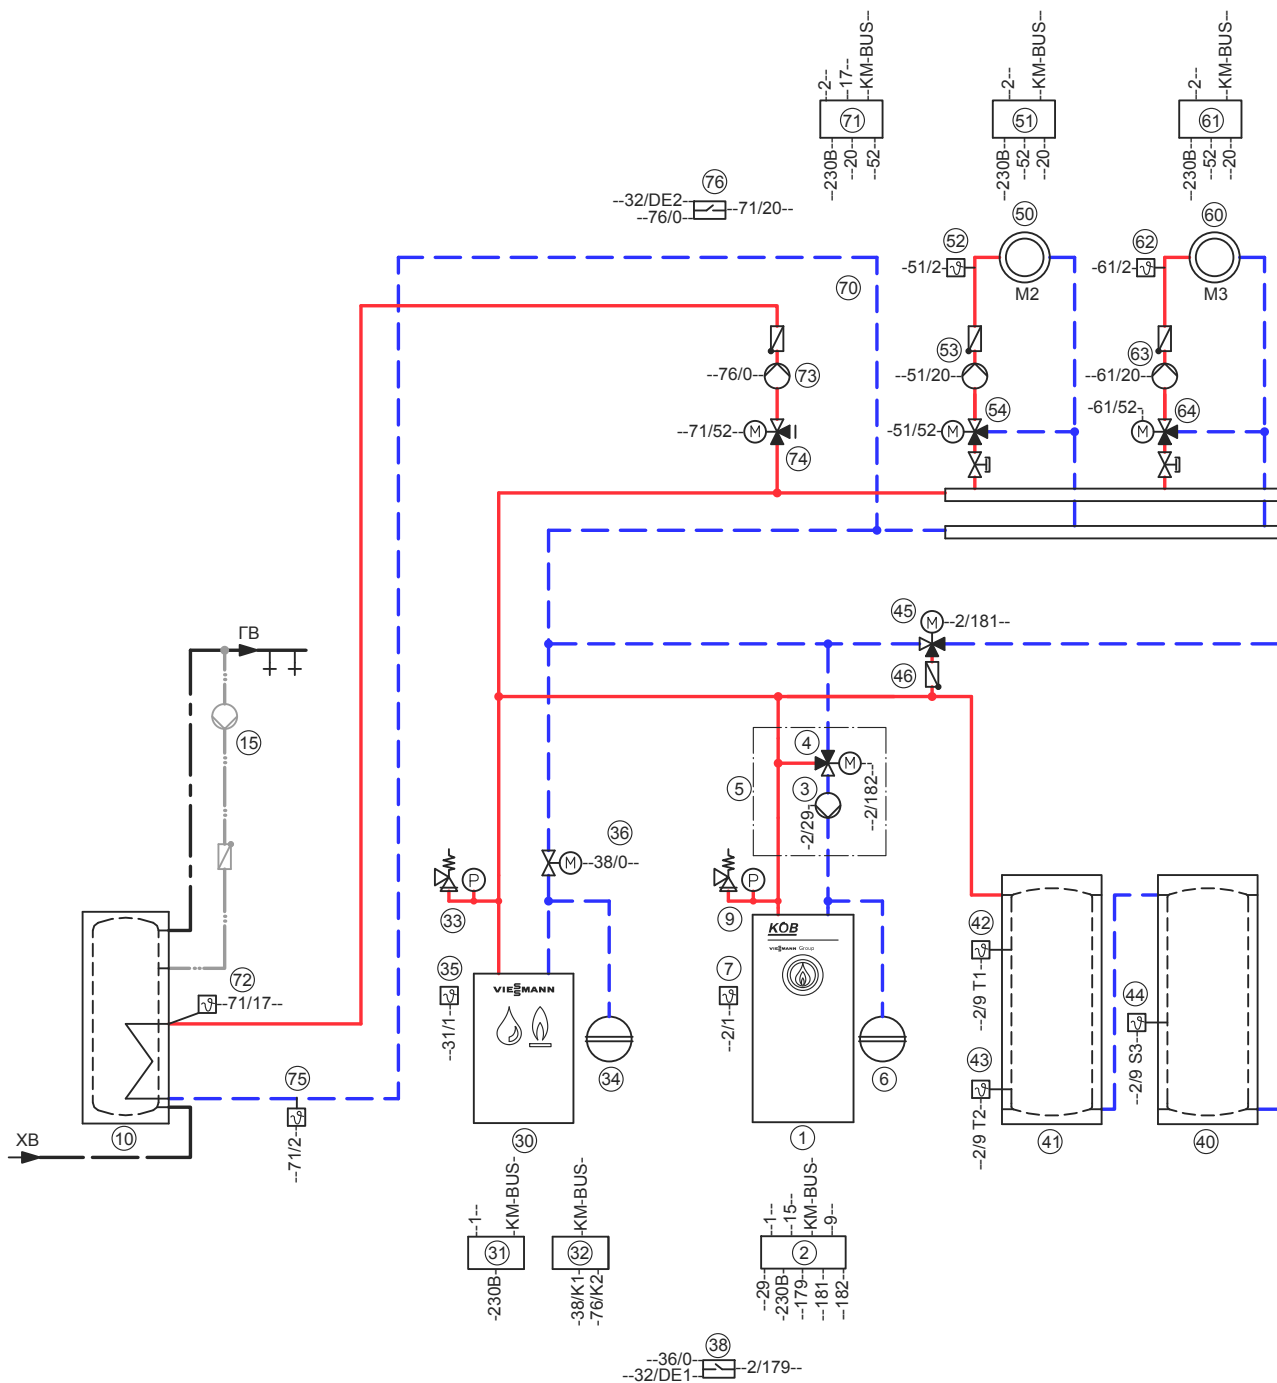 2--
17--
KM-BUS-
71
--230B-
--20--
--52--
2--
KM-BUS-
51
--230B-
--52--
--20--
2--
KM-BUS-
61
--230B-
--52--
--20--
76
--32/DE2--
--76/0--
--71/20--
50
52
-51/2-
M2
60
62
-61/2-
M3
70
53
--51/20--
63
--61/20--
--76/0--
73
54
-51/52-
M
-61/52-
64
M
--71/52--
M
74
45
M
--2/181--
46
ГВ
15
4
M
5
3
-2/29-
--2/182--
36
M
--38/0--
P
33
P
9
KÖB
VIESMANN Group
42
--2/9 T1--
35
--31/1--
VIESMANN
7
--2/1--
72
--71/17--
44
--2/9 S3--
43
--2/9 T2--
75
--71/2--
34
6
10
ХВ
30
1
41
40
1--
KM-BUS-
31
-230B-
KM-BUS-
32
-38/K1-
-76/K2-
1--
15--
KM-BUS-
9--
2
--29-
-230B-
--179-
--181-
--182-
38
--36/0--
--32/DE1--
--2/179--